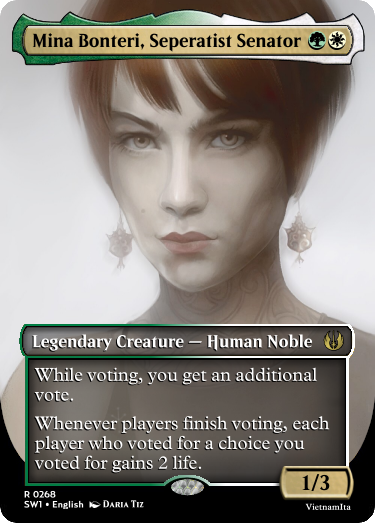 Mina Bonteri, Seperatist Senator
Legendary Creature — Human Noble
While voting, you get an additional
vote.
Whenever players finish voting, each
player who voted for a choice you
voted for gains 2 life.
1/3
R 0268
SW1 • English DARIA TIZ
VietnamIta